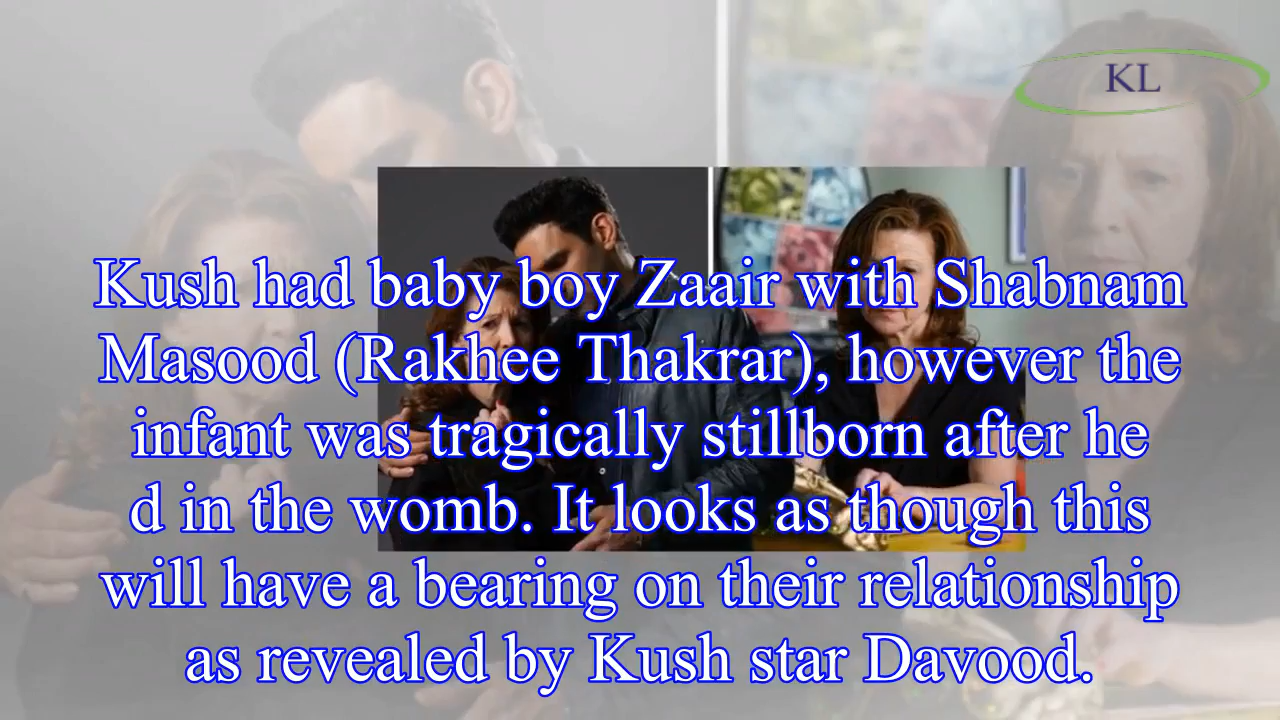 KL
Kush had baby boy Zaair with Shabnam
Masood (Rakhee Thakrar), however the
infant was tragically stillborn after he
d in the womb. It looks as though this
will have a bearing on their relationship
as revealed by Kush star Davood.